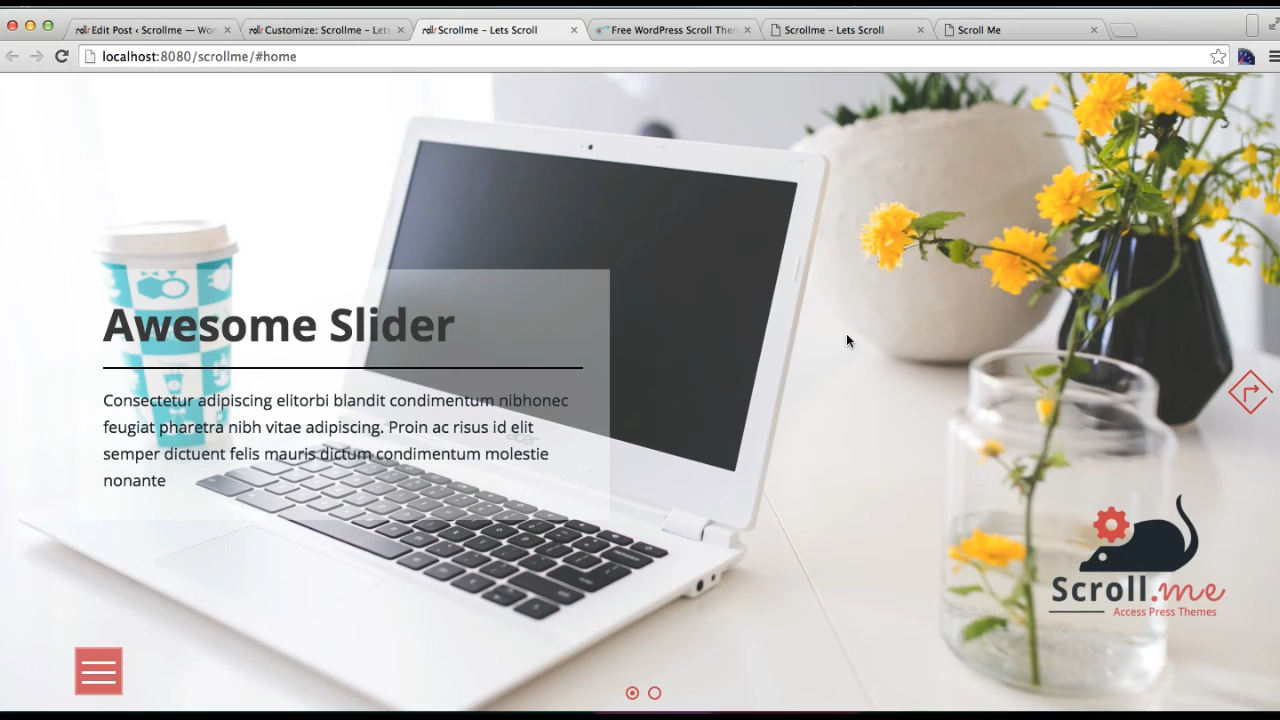 Edit Post ‹ Scrollme — Wor
Customize: Scrollme – Lets
Scrollme – Lets Scroll
Free WordPress Scroll Them
Scrollme – Lets Scroll
Scroll Me
localhost:8080/scrollme/#home
Awesome Slider
Consectetur adipiscing elitorbi blandit condimentum nibhonec
feugiat pharetra nibh vitae adipiscing. Proin ac risus id elit
semper dictuent felis mauris dictum condimentum molestie
nonante
acer
Scroll.me
Access Press Themes